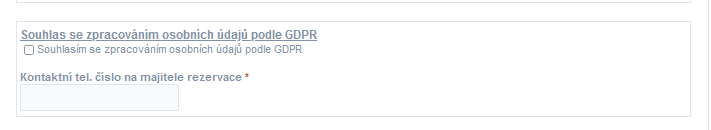 Souhlas se zpracováním osobních údajů podle GDPR
Souhlasím se zpracováním osobních údajů podle GDPR
Kontaktní tel. číslo na majitele rezervace *